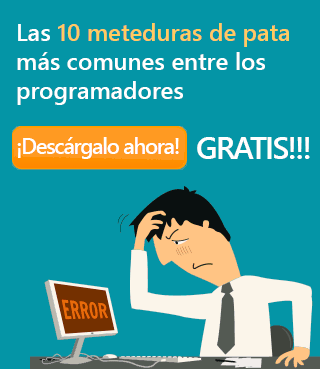 Las 10 meteduras de pata
más comunes entre los
programadores
¡Descárgalo ahora! GRATIS!!!
ERROR